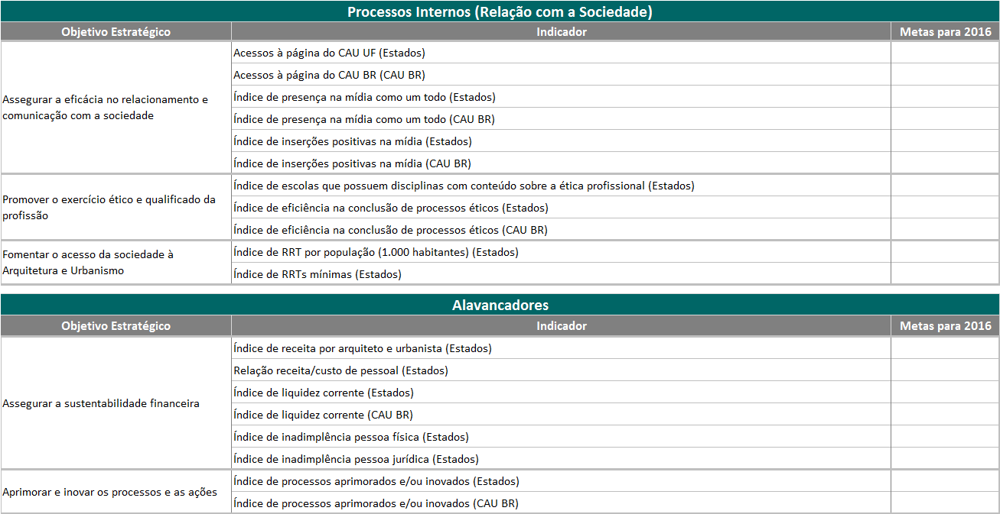 Processos Internos (Relação com a Sociedade)
Objetivo Estratégico Indicador Metas para 2016
Assegurar a eficácia no relacionamento e
comunicação com a sociedade
Acessos à página do CAU UF (Estados)
Acessos à página do CAU BR (CAU BR)
Índice de presença na mídia como um todo (Estados)
Índice de presença na mídia como um todo (CAU BR)
Índice de inserções positivas na mídia (Estados)
Índice de inserções positivas na mídia (CAU BR)
Promover o exercício ético e qualificado da
profissão
Índice de escolas que possuem disciplinas com conteúdo sobre a ética profissional (Estados)
Índice de eficiência na conclusão de processos éticos (Estados)
Índice de eficiência na conclusão de processos éticos (CAU BR)
Fomentar o acesso da sociedade à
Arquitetura e Urbanismo
Índice de RRT por população (1.000 habitantes) (Estados)
Índice de RRTs mínimas (Estados)
Alavancadores
Objetivo Estratégico Indicador Metas para 2016
Assegurar a sustentabilidade financeira
Índice de receita por arquiteto e urbanista (Estados)
Relação receita/custo de pessoal (Estados)
Índice de liquidez corrente (Estados)
Índice de liquidez corrente (CAU BR)
Índice de inadimplência pessoa física (Estados)
Índice de inadimplência pessoa jurídica (Estados)
Aprimorar e inovar os processos e as ações
Índice de processos aprimorados e/ou inovados (Estados)
Índice de processos aprimorados e/ou inovados (CAU BR)